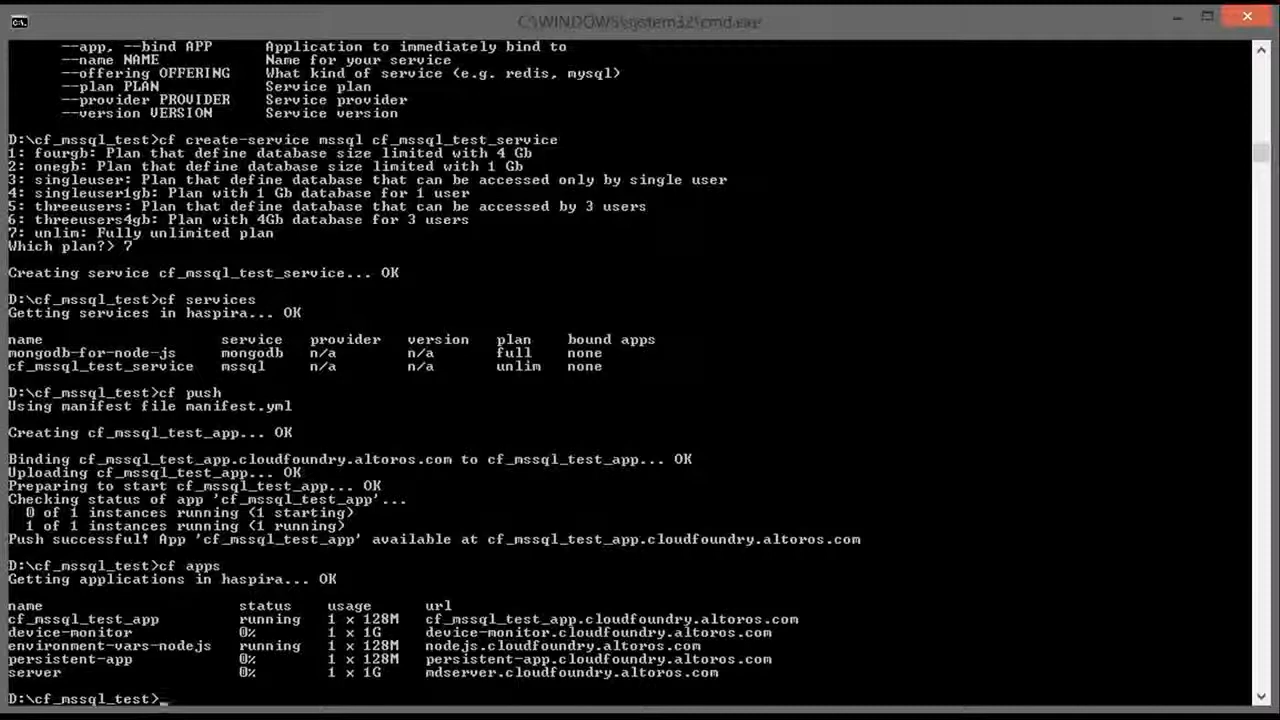 C:\WINDOWS\system32\cmd.exe
--app, --bind APP Application to immediately bind to
--name NAME Name for your service
--offering OFFERING What kind of service (e.g. redis, mysql)
--plan PLAN Service plan
--provider PROVIDER Service provider
--version VERSION Service version
D:\cf_mssql_test>cf create-service mssql cf_mssql_test_service
1: fourgb: Plan that define database size limited with 4 Gb
2: onegb: Plan that define database size limited with 1 Gb
3: singleuser: Plan that define database that can be accessed only by single user
4: singleuser1gb: Plan with 1 Gb database for 1 user
5: threeusers: Plan that define database that can be accessed by 3 users
6: threeusers4gb: Plan with 4Gb database for 3 users
7: unlim: Fully unlimited plan
Which plan?> 7
Creating service cf_mssql_test_service... OK
D:\cf_mssql_test>cf services
Getting services in haspira... OK
name service provider version plan bound apps
mongodb-for-node-js mongodb n/a n/a full none
cf_mssql_test_service mssql n/a n/a unlim none
D:\cf_mssql_test>cf push
Using manifest file manifest.yml
Creating cf_mssql_test_app... OK
Binding cf_mssql_test_app.cloudfoundry.altoros.com to cf_mssql_test_app... OK
Uploading cf_mssql_test_app... OK
Preparing to start cf_mssql_test_app... OK
Checking status of app 'cf_mssql_test_app'...
0 of 1 instances running (1 starting)
1 of 1 instances running (1 running)
Push successful! App 'cf_mssql_test_app' available at cf_mssql_test_app.cloudfoundry.altoros.com
D:\cf_mssql_test>cf apps
Getting applications in haspira... OK
name status usage url
cf_mssql_test_app running 1 x 128M cf_mssql_test_app.cloudfoundry.altoros.com
device-monitor 0% 1 x 1G device-monitor.cloudfoundry.altoros.com
environment-vars-nodejs running 1 x 128M nodejs.cloudfoundry.altoros.com
persistent-app 0% 1 x 128M persistent-app.cloudfoundry.altoros.com
server 0% 1 x 1G mdserver.cloudfoundry.altoros.com
D:\cf_mssql_test>_